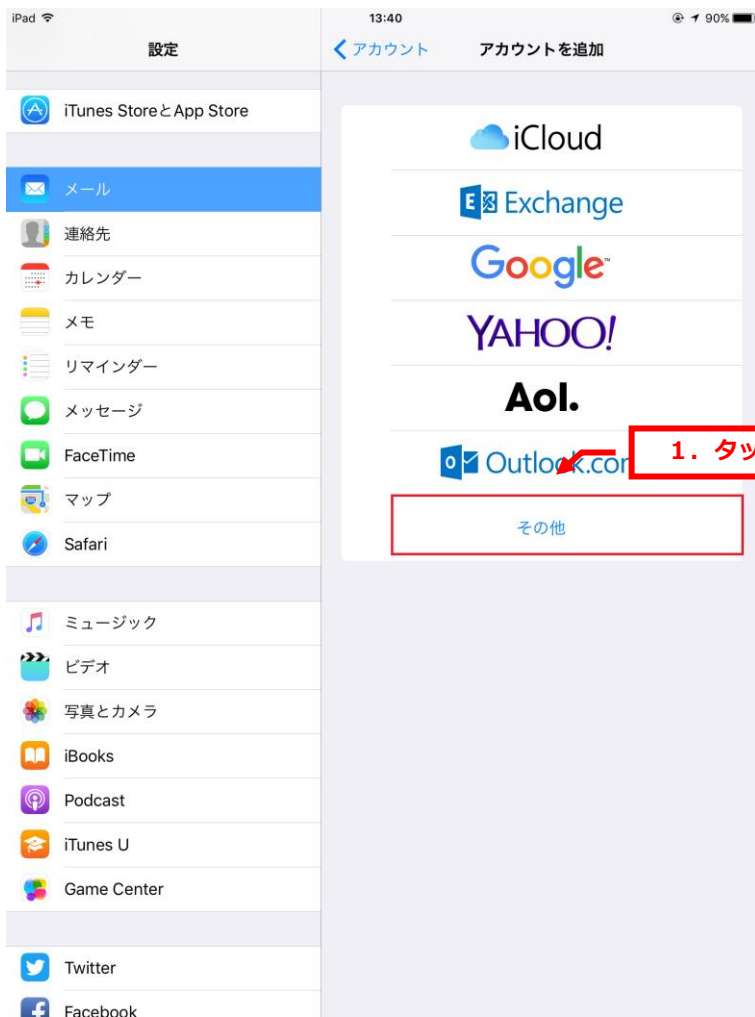 iPad 13:40 90%
設定
アカウント アカウントを追加
iTunes StoreとApp Store
メール
連絡先
カレンダー
メモ
リマインダー
メッセージ
FaceTime
マップ
Safari
ミュージック
ビデオ
写真とカメラ
iBooks
Podcast
iTunes U
Game Center
Twitter
Facebook
iCloud
Exchange
Google
YAHOO!
Aol.
Outlook.com
1. タッ
その他